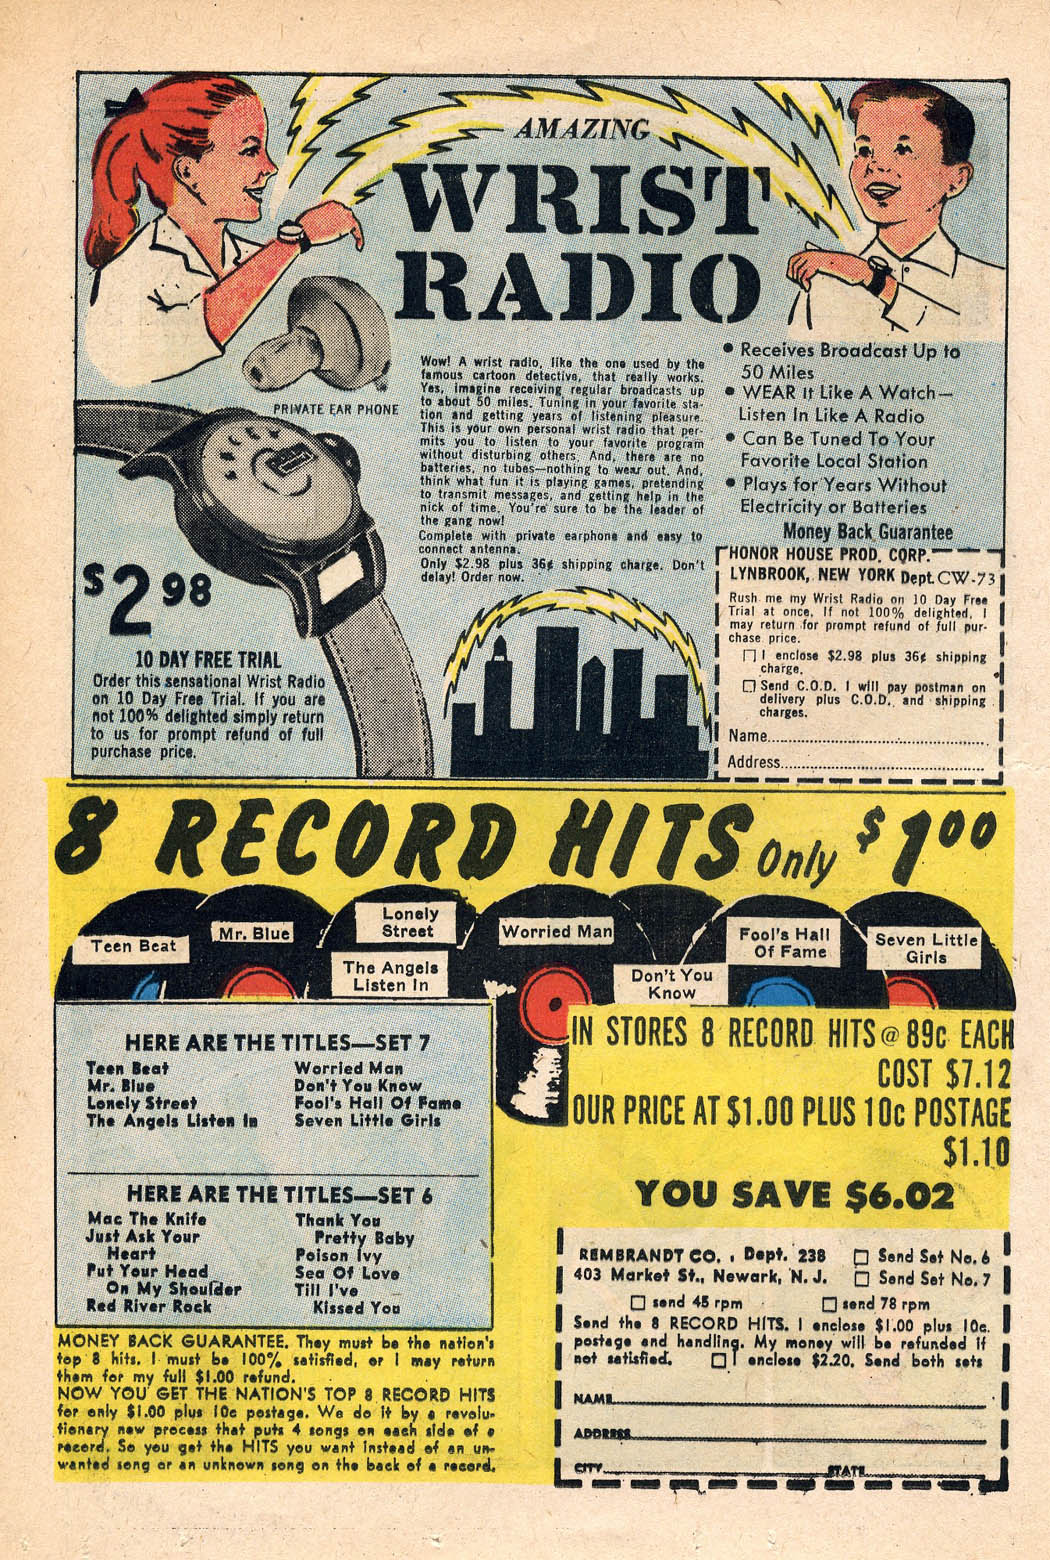 AMAZING
WRIST
RADIO
PRIVATE EAR PHONE
Wow! A wrist radio, like the one used by the
famous cartoon detective, that really works.
Yes, imagine receiving regular broadcasts up
to about 50 miles. Tuning in your favorite sta-
tion and getting years of listening pleasure.
This is your own personal wrist radio that per-
mits you to listen to your favorite program
without disturbing others. And, there are no
batteries, no tubes—nothing to wear out. And,
think what fun it is playing games, pretending
to transmit messages, and getting help in the
nick of time. You're sure to be the leader of
the gang now!
Complete with private earphone and easy to
connect antenna.
Only $2.98 plus 36¢ shipping charge. Don't
delay! Order now.
• Receives Broadcast Up to
50 Miles
• WEAR It Like A Watch—
Listen In Like A Radio
• Can Be Tuned To Your
Favorite Local Station
• Plays for Years Without
Electricity or Batteries
Money Back Guarantee
$2.98
10 DAY FREE TRIAL
Order this sensational Wrist Radio
on 10 Day Free Trial. If you are
not 100% delighted simply return
to us for prompt refund of full
purchase price.
HONOR HOUSE PROD. CORP.
LYNBROOK, NEW YORK Dept. CW-73
Rush me my Wrist Radio on 10 Day Free
Trial at once. If not 100% delighted, I
may return for prompt refund of full pur-
chase price.
I enclose $2.98 plus 36¢ shipping
charge.
Send C.O.D. I will pay postman on
delivery plus C.O.D. and shipping
charges.
Name
Address
8 RECORD HITS Only $1.00
Teen Beat
Mr. Blue
Lonely
Street
The Angels
Listen In
Worried Man
Don't You
Know
Fool's Hall
Of Fame
Seven Little
Girls
HERE ARE THE TITLES—SET 7
Teen Beat Worried Man
Mr. Blue Don't You Know
Lonely Street Fool's Hall Of Fame
The Angels Listen In Seven Little Girls
HERE ARE THE TITLES—SET 6
Mac The Knife Thank You
Just Ask Your Pretty Baby
Heart Poison Ivy
Put Your Head Sea Of Love
On My Shoulder Till I've
Red River Rock Kissed You
MONEY BACK GUARANTEE. They must be the nation's
top 8 hits. I must be 100% satisfied, or I may return
them for my full $1.00 refund.
NOW YOU GET THE NATION'S TOP 8 RECORD HITS
for only $1.00 plus 10c postage. We do it by a revolu-
tionary new process that puts 4 songs on each side of a
record. So you get the HITS you want instead of an un-
wanted song or an unknown song on the back of a record.
IN STORES 8 RECORD HITS @ 89c EACH
COST $7.12
OUR PRICE AT $1.00 PLUS 10c POSTAGE
$1.10
YOU SAVE $6.02
REMBRANDT CO., Dept. 238 Send Set No. 6
403 Market St., Newark, N. J. Send Set No. 7
send 45 rpm send 78 rpm
Send the 8 RECORD HITS. I enclose $1.00 plus 10c.
postage and handling. My money will be refunded if
not satisfied. I enclose $2.20. Send both sets
NAME
ADDRESS
CITY STATE